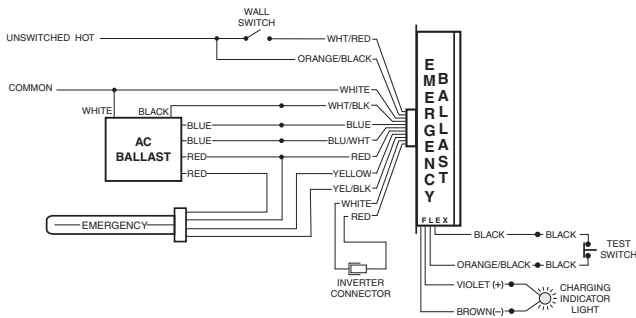 WALL
SWITCH
UNSWITCHED HOT
WHT/RED
ORANGE/BLACK
COMMON
WHITE
WHITE
BLACK
WHT/BLK
AC
BALLAST
BLUE
BLUE
BLUE
BLU/WHT
RED
RED
RED
YELLOW
YEL/BLK
WHITE
RED
EMERGENCY
INVERTER
CONNECTOR
EMERGENCY
BALLAST
FLEX
BLACK
BLACK
ORANGE/BLACK
BLACK
TEST
SWITCH
VIOLET (+)
BROWN(–)
CHARGING
INDICATOR
LIGHT